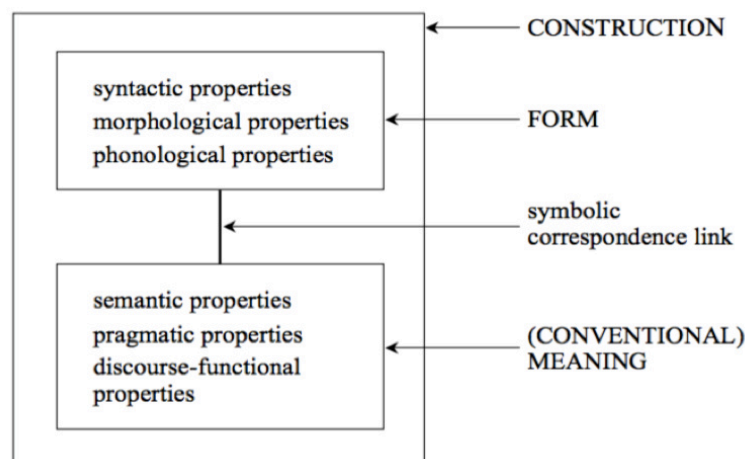 CONSTRUCTION
syntactic properties
morphological properties
phonological properties
FORM
symbolic
correspondence link
semantic properties
pragmatic properties
discourse-functional
properties
(CONVENTIONAL)
MEANING